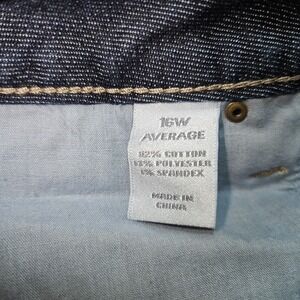 16W
AVERAGE
82% COTTON
17% POLYESTER
1% SPANDEX
MADE IN
CHINA